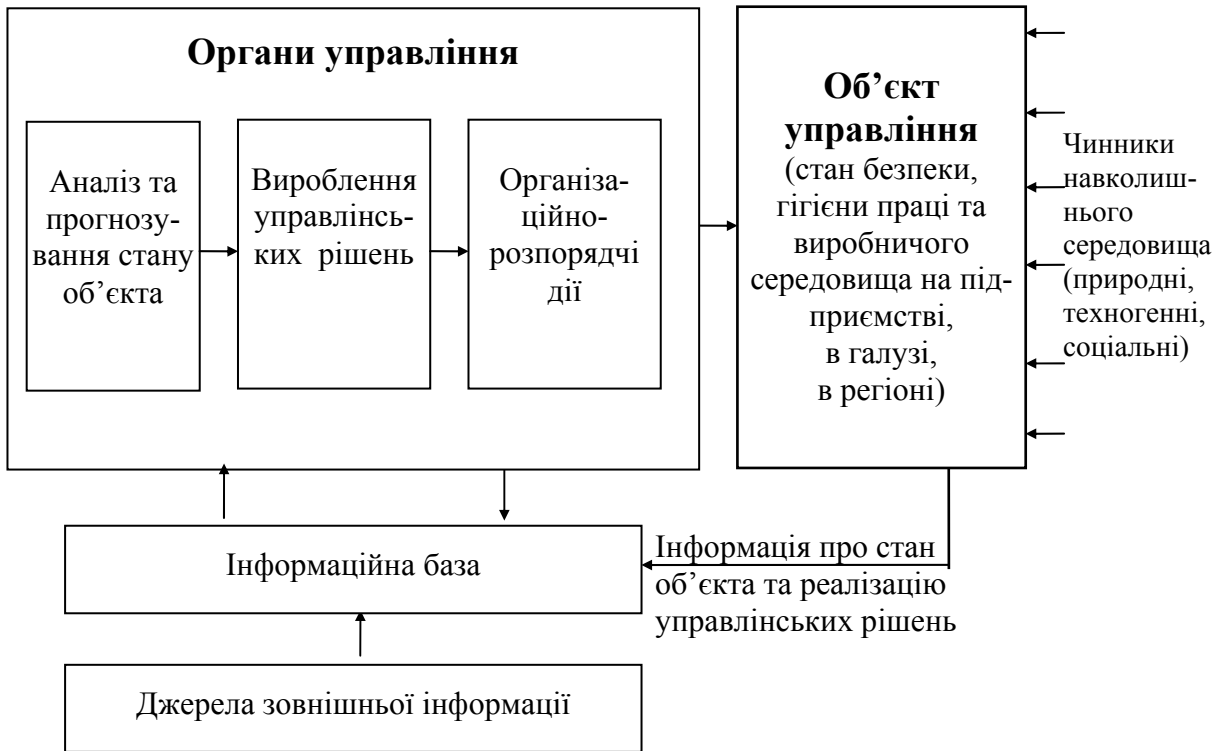 Органи управління
Аналіз та
прогнозу-
вання стану
об’єкта
Вироблення
управлінсь-
ких рішень
Організа-
ційно-
розпорядчі
дії
Об’єкт
управління
(стан безпеки,
гігієни праці та
виробничого
середовища на під-
приємстві,
в галузі,
в регіоні)
Чинники
навколиш-
нього
середовища
(природні,
техногенні,
соціальні)
Інформаційна база
Інформація про стан
об’єкта та реалізацію
управлінських рішень
Джерела зовнішньої інформації